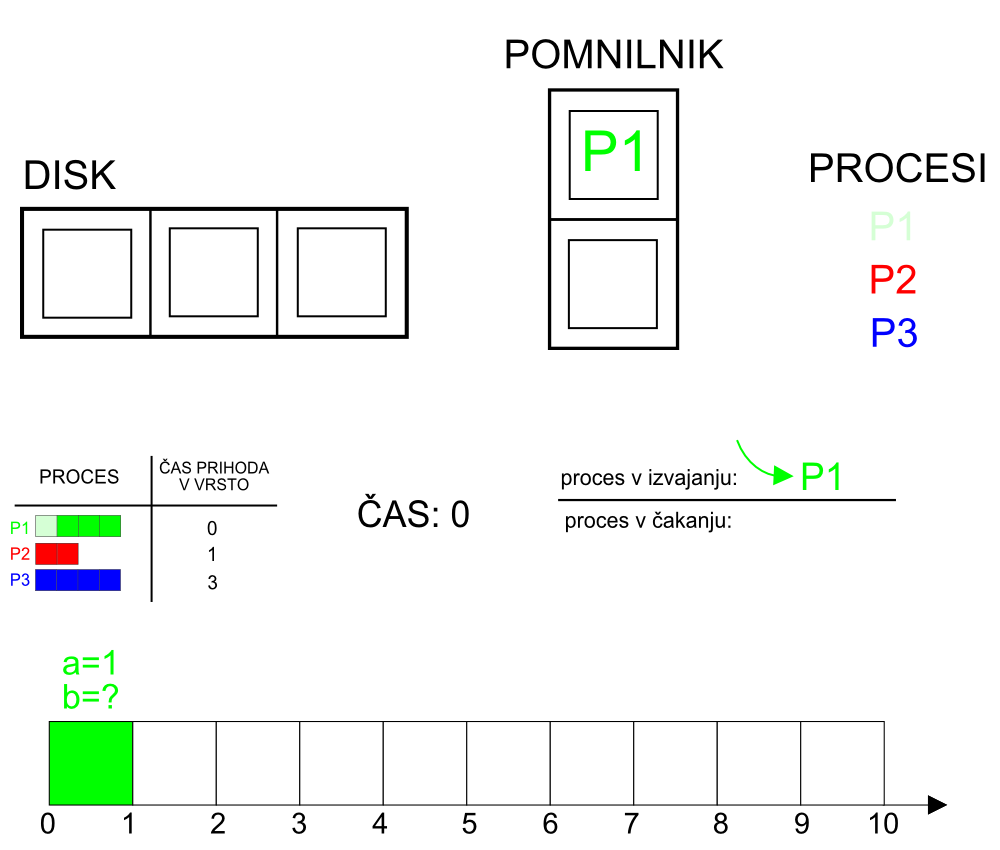 POMNILNIK
P1
DISK
PROCESI
P1
P2
P3
PROCES
ČAS PRIHODA
V VRSTO
P1 0
P2 1
P3 3
ČAS: 0
proces v izvajanju: P1
proces v čakanju:
a=1
b=?
0 1 2 3 4 5 6 7 8 9 10